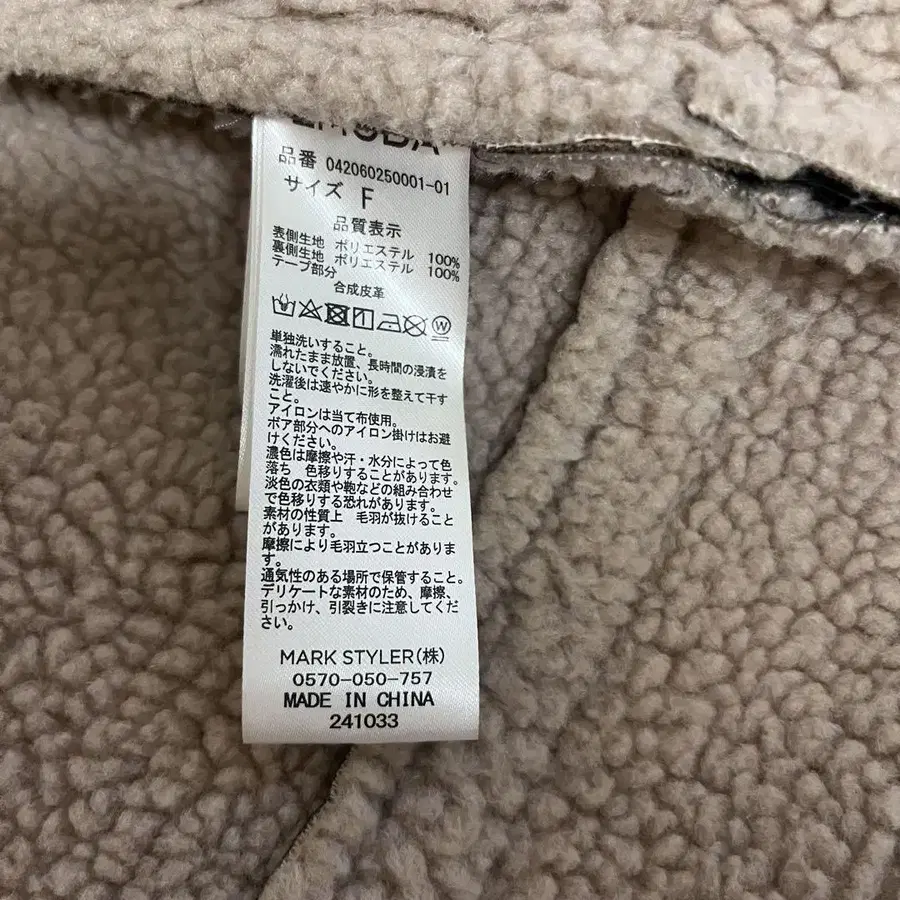 EMODA
品番 042060250001-01
サイズ F
品質表示
表側生地 ポリエステル 100%
裏側生地 ポリエステル 100%
テープ部分
合成皮革
単独洗いすること。
濡れたまま放置、長時間の浸漬を
しないでください。
洗濯後は速やかに形を整えて干す
こと。
アイロンは当て布使用。
ボア部分へのアイロン掛けはお避
けください。
濃色は摩擦や汗・水分によって色
落ち 色移りすることがあります。
淡色の衣類や鞄などの組み合わせ
で色移りする恐れがあります。
素材の性質上 毛羽が抜けること
があります。
摩擦により毛羽立つことがありま
す。
通気性のある場所で保管すること。
デリケートな素材のため、摩擦、
引っかけ、引裂きに注意してくだ
さい。
MARK STYLER(株)
0570-050-757
MADE IN CHINA
241033